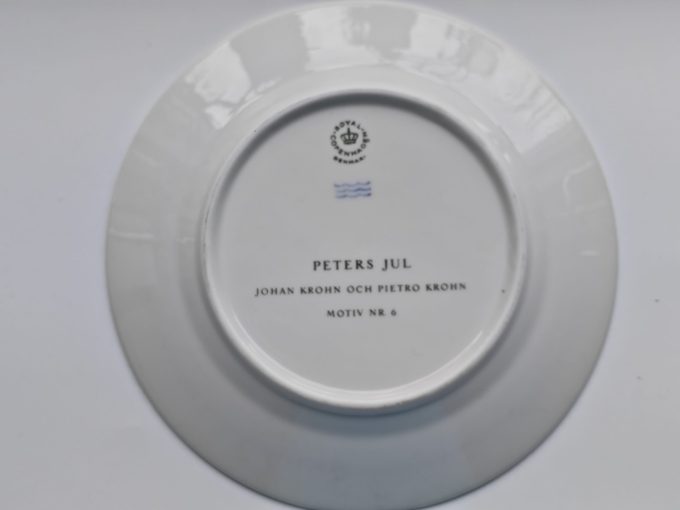 ROYAL
COPENHAGEN
DENMARK
PETERS JUL
JOHAN KROHN OCH PIETRO KROHN
MOTIV NR. 6